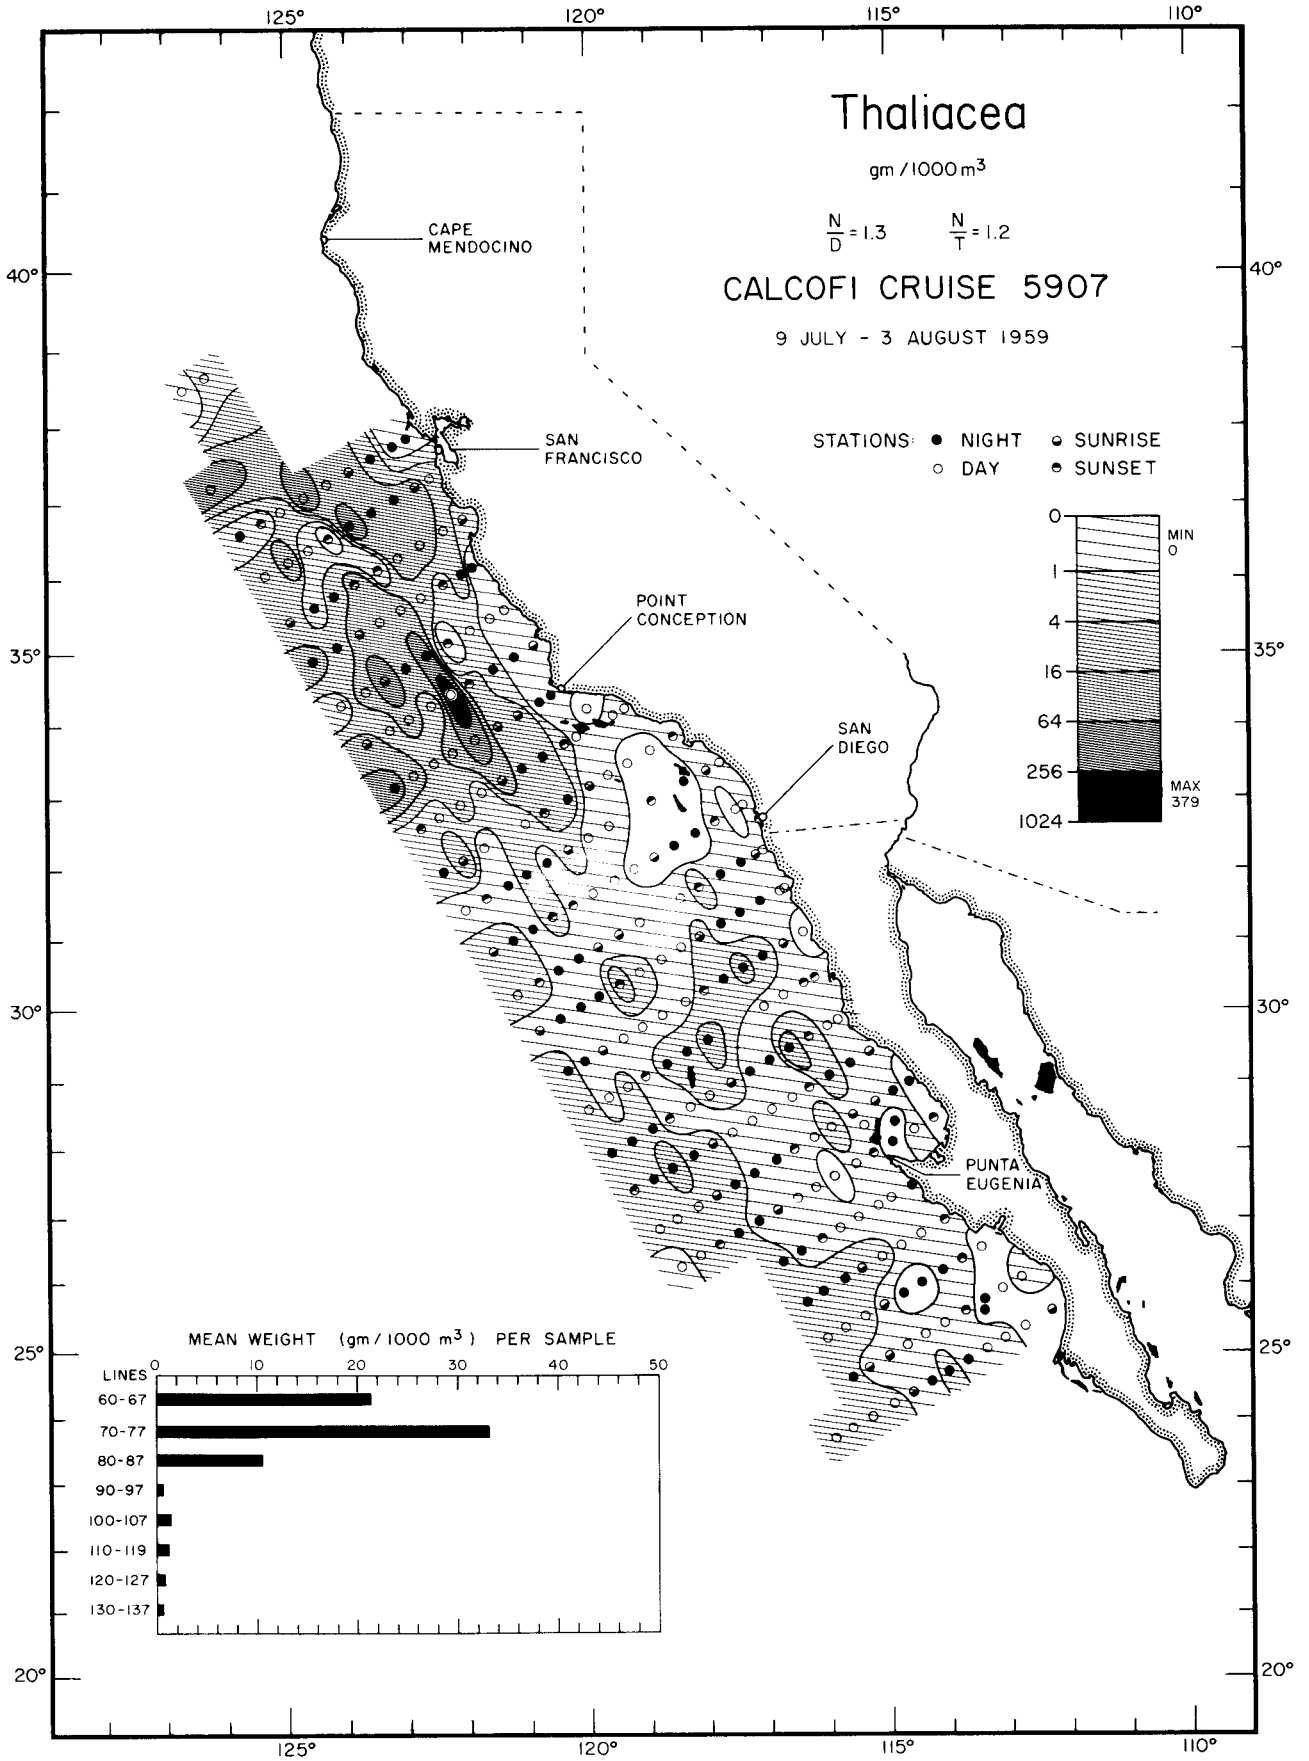 125° 120° 115° 110°
Thaliacea
gm/1000 m³
N/D = 1.3 N/T = 1.2
CALCOFI CRUISE 5907
9 JULY - 3 AUGUST 1959
CAPE
MENDOCINO
40° 40°
SAN
FRANCISCO
STATIONS: NIGHT SUNRISE
DAY SUNSET
0
MIN
0
1
4
16
64
256
MAX
379
1024
POINT
CONCEPTION
35° 35°
SAN
DIEGO
30° 30°
PUNTA
EUGENIA
MEAN WEIGHT (gm/1000 m³) PER SAMPLE
25° 25°
LINES 0 10 20 30 40 50
60-67
70-77
80-87
90-97
100-107
110-119
120-127
130-137
20° 20°
125° 120° 115° 110°